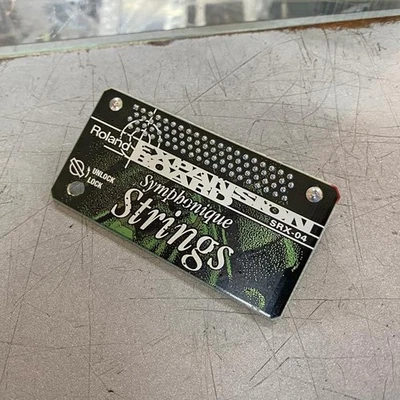 Roland
EXPANSION
BOARD
SRX-04
UNLOCK
LOCK
Symphonique
Strings